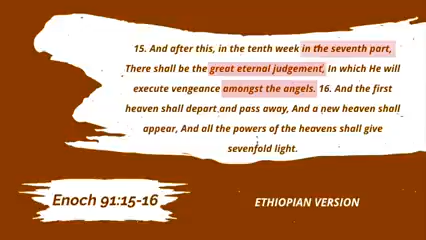 15. And after this, in the tenth week in the seventh part,
There shall be the great eternal judgement, In which He will
execute vengeance amongst the angels. 16. And the first
heaven shall depart and pass away, And a new heaven shall
appear, And all the powers of the heavens shall give
sevenfold light.
Enoch 91:15-16
ETHIOPIAN VERSION